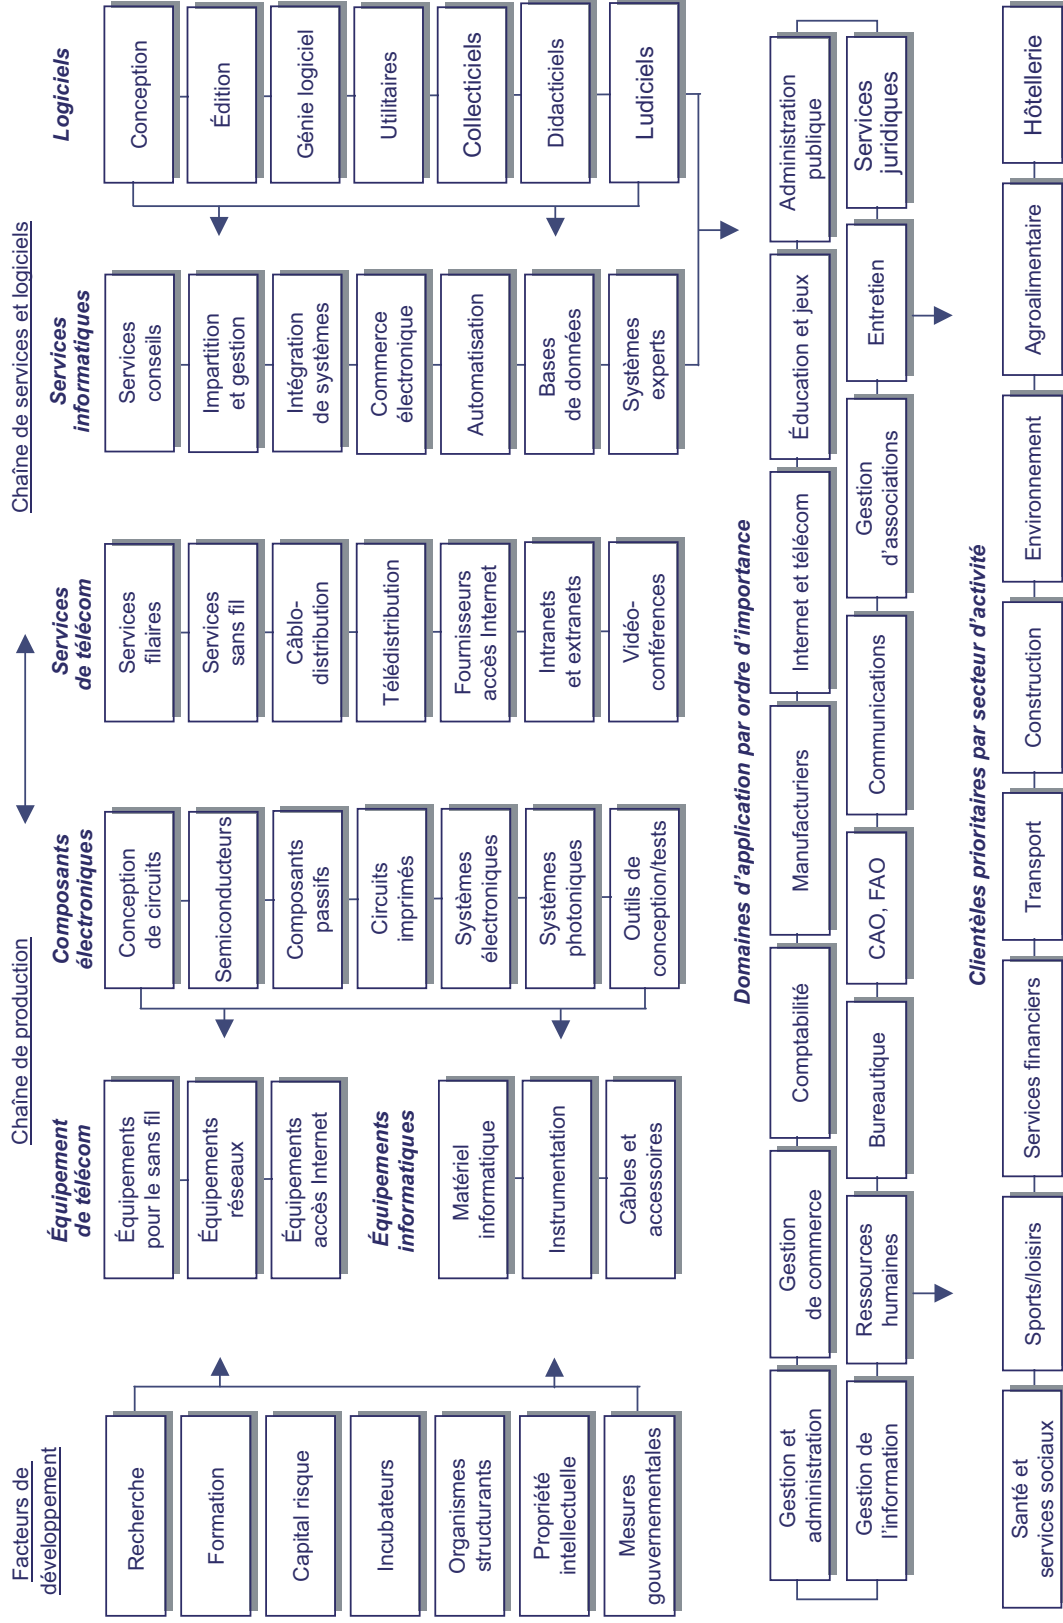 Facteurs de
développement
Recherche
Formation
Capital risque
Incubateurs
Organismes
structurants
Propriété
intellectuelle
Mesures
gouvernementales
Chaîne de production
Équipement
de télécom
Équipements
pour le sans fil
Équipements
réseaux
Équipements
accès Internet
Équipements
informatiques
Matériel
informatique
Instrumentation
Câbles et
accessoires
Composants
électroniques
Conception
de circuits
Semiconducteurs
Composants
passifs
Circuits
imprimés
Systèmes
électroniques
Systèmes
photoniques
Outils de
conception/tests
Chaîne de services et logiciels
Services
de télécom
Services
filaires
Services
sans fil
Câblo-
distribution
Télédistribution
Fournisseurs
accès Internet
Intranets
et extranets
Vidéo-
conférences
Services
informatiques
Services
conseils
Impartition
et gestion
Intégration
de systèmes
Commerce
électronique
Automatisation
Bases
de données
Systèmes
experts
Logiciels
Conception
Édition
Génie logiciel
Utilitaires
Collecticiels
Didacticiels
Ludiciels
Domaines d'application par ordre d'importance
Gestion et
administration
Gestion
de commerce
Comptabilité
Manufacturiers
Internet et télécom
Éducation et jeux
Administration
publique
Gestion de
l'information
Ressources
humaines
Bureautique
CAO, FAO
Communications
Gestion
d'associations
Entretien
Services
juridiques
Clientèles prioritaires par secteur d'activité
Santé et
services sociaux
Sports/loisirs
Services financiers
Transport
Construction
Environnement
Agroalimentaire
Hôtellerie